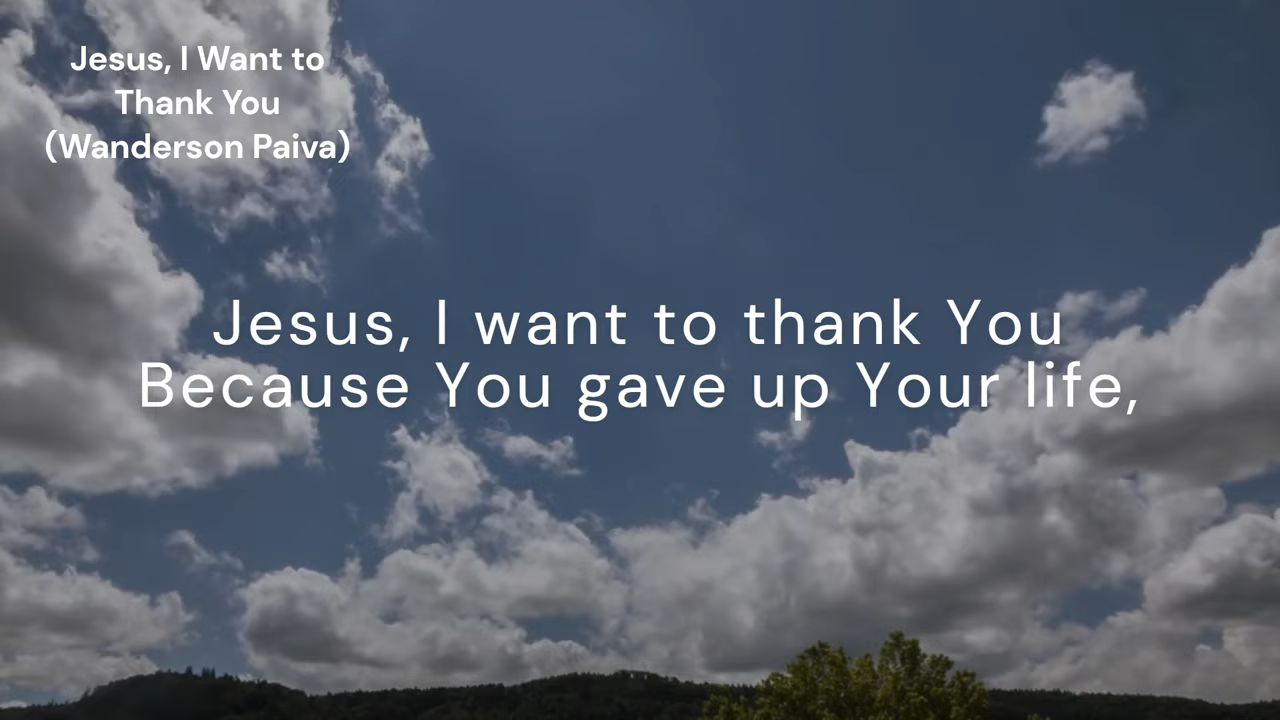 Jesus, I Want to
Thank You
(Wanderson Paiva)
Jesus, I want to thank You
Because You gave up Your life,